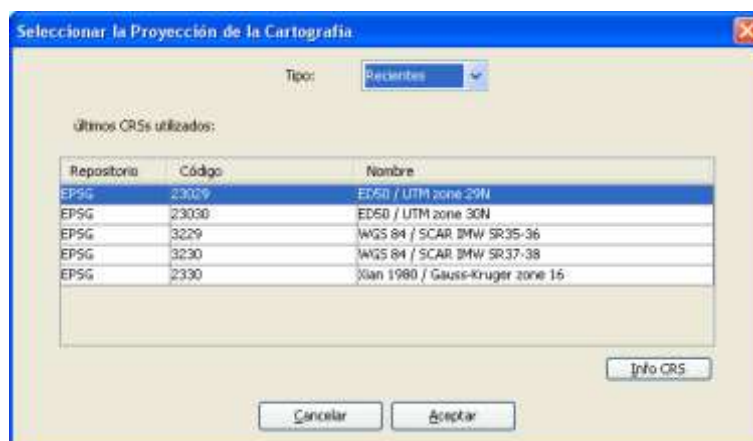 Seleccionar la Proyección de la Cartografía
Tipo: Recientes
últimos CRSs utilizados:
Repositorio Código Nombre
EPSG 23029 ED50 / UTM zone 29N
EPSG 23030 ED50 / UTM zone 30N
EPSG 3229 WGS 84 / SCAR IMW SR35-36
EPSG 3230 WGS 84 / SCAR IMW SR37-38
EPSG 2330 Xian 1980 / Gauss-Kruger zone 16
Info CRS
Cancelar Aceptar